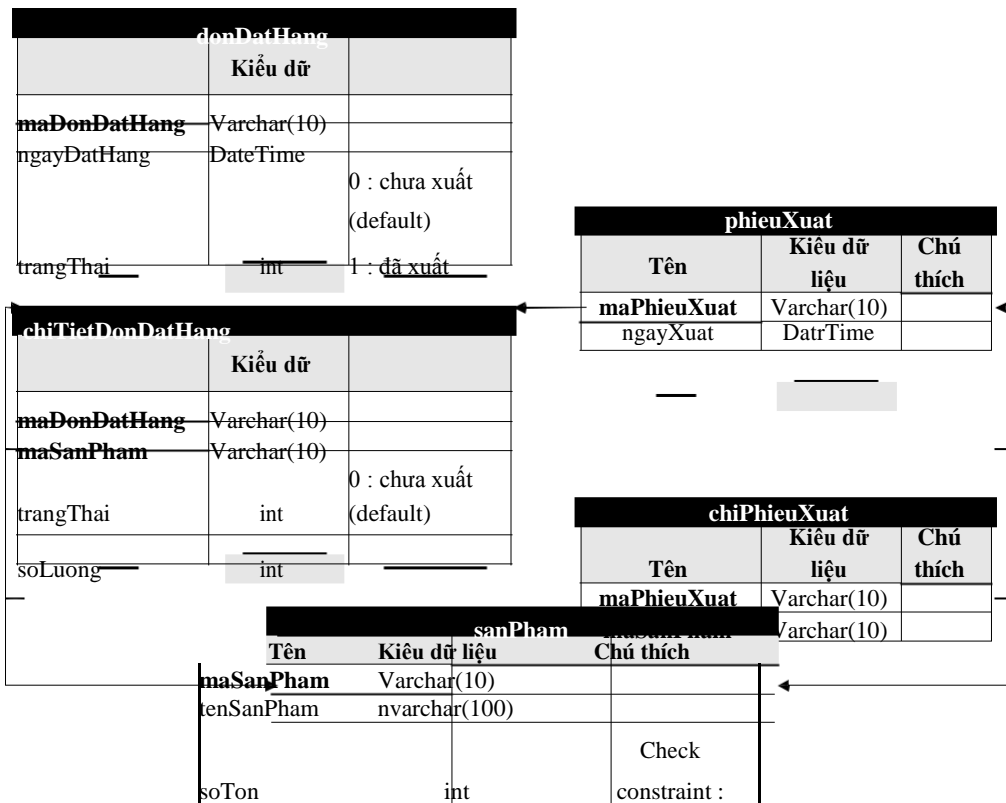 donDatHang
Kiểu dữ
maDonDatHang Varchar(10)
ngayDatHang DateTime
0 : chưa xuất
(default)
trangThai int 1 : đã xuất
chiTietDonDatHang
Kiểu dữ
maDonDatHang Varchar(10)
maSanPham Varchar(10)
0 : chưa xuất
trangThai int (default)
soLuong int
phieuXuat
Tên Kiêu dữ liệu Chú thích
maPhieuXuat Varchar(10)
ngayXuat DatrTime
chiPhieuXuat
Tên Kiêu dữ liệu Chú thích
maPhieuXuat Varchar(10)
Varchar(10)
sanPham
Tên Kiêu dữ liệu Chú thích
maSanPham Varchar(10)
tenSanPham nvarchar(100)
Check
soTon int constraint :